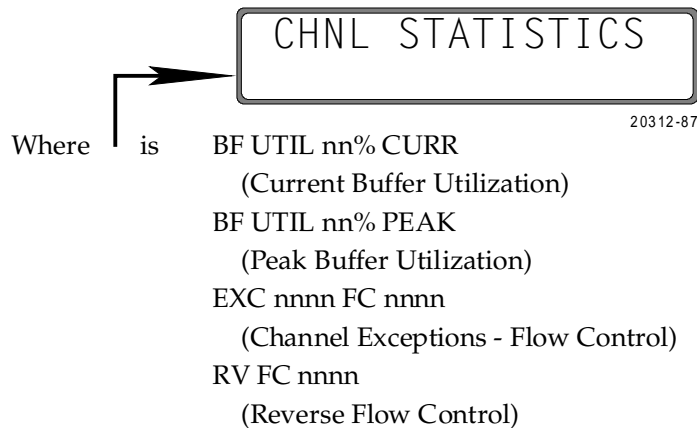 CHNL STATISTICS
20312-87
Where is BF UTIL nn% CURR
(Current Buffer Utilization)
BF UTIL nn% PEAK
(Peak Buffer Utilization)
EXC nnnn FC nnnn
(Channel Exceptions - Flow Control)
RV FC nnnn
(Reverse Flow Control)